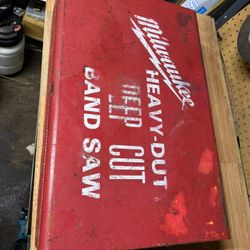 Milwaukee
HEAVY-DUT
DEEP CUT
BAND SAW